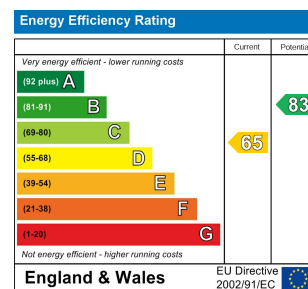 Energy Efficiency Rating
Current Potentia
Very energy efficient - lower running costs
(92 plus) A
(81-91) B
83
(69-80) C
65
(55-68) D
(39-54) E
(21-38) F
(1-20) G
Not energy efficient - higher running costs
England & Wales
EU Directive
2002/91/EC